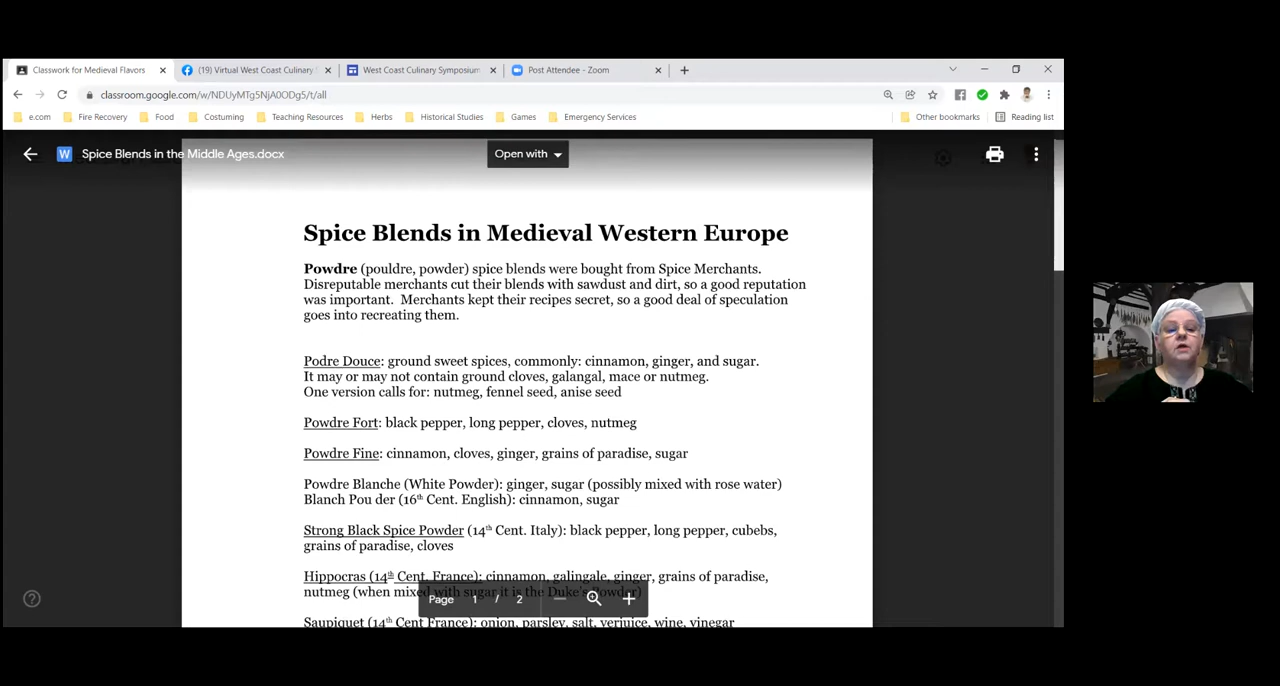 Classwork for Medieval Flavors
(19) Virtual West Coast Culinary
West Coast Culinary Symposium
Post Attendee - Zoom
classroom.google.com/w/NDUyMTg5NjA0ODg5/t/all
e.com Fire Recovery Food Costuming Teaching Resources Herbs Historical Studies Games Emergency Services Other bookmarks Reading list
W Spice Blends in the Middle Ages.docx
Open with
Spice Blends in Medieval Western Europe
Powdre (pouldre, powder) spice blends were bought from Spice Merchants.
Disreputable merchants cut their blends with sawdust and dirt, so a good reputation
was important. Merchants kept their recipes secret, so a good deal of speculation
goes into recreating them.
Podre Douce: ground sweet spices, commonly: cinnamon, ginger, and sugar.
It may or may not contain ground cloves, galangal, mace or nutmeg.
One version calls for: nutmeg, fennel seed, anise seed
Powdre Fort: black pepper, long pepper, cloves, nutmeg
Powdre Fine: cinnamon, cloves, ginger, grains of paradise, sugar
Powdre Blanche (White Powder): ginger, sugar (possibly mixed with rose water)
Blanch Pou der (16th Cent. English): cinnamon, sugar
Strong Black Spice Powder (14th Cent. Italy): black pepper, long pepper, cubebs,
grains of paradise, cloves
Hippocras (14th Cent. France): cinnamon, galingale, ginger, grains of paradise,
nutmeg (when mixed with sugar it is the Duke's Powder)
Page 1 / 2
Saupiquet (14th Cent France): onion, parsley, salt, verjuice, wine, vinegar